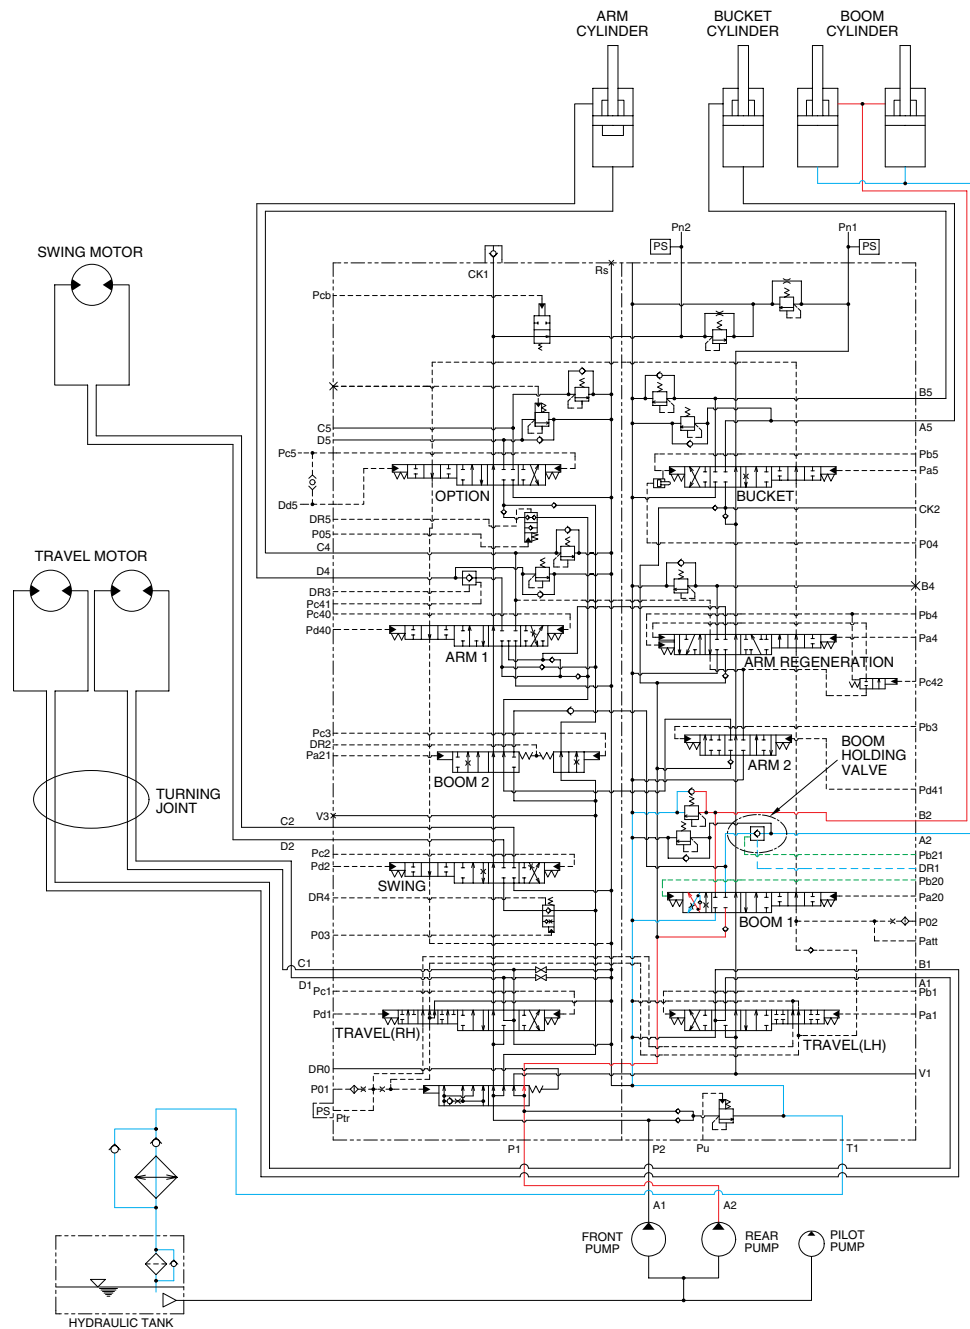 ARM
CYLINDER
BUCKET
CYLINDER
BOOM
CYLINDER
SWING MOTOR
Pn2
Pn1
PS
PS
CK1
Rs
Pcb
B5
C5
A5
D5
Pc5
Pb5
Pa5
OPTION
BUCKET
Dd5
CK2
DR5
P05
P04
C4
TRAVEL MOTOR
D4
DR3
B4
Pc41
Pc40
Pb4
Pd40
Pa4
ARM 1
ARM REGENERATION
Pc42
Pc3
Pb3
DR2
Pa21
BOOM
HOLDING
VALVE
BOOM 2
ARM 2
Pd41
TURNING
JOINT
V3
C2
B2
D2
A2
Pc2
Pb21
Pd2
DR1
SWING
Pb20
DR4
Pa20
BOOM 1
P03
P02
Patt
C1
B1
D1
A1
Pc1
Pb1
Pd1
Pa1
TRAVEL(RH)
TRAVEL(LH)
DR0
V1
P01
PS
Ptr
P1
P2
Pu
T1
A1
A2
FRONT
PUMP
REAR
PUMP
PILOT
PUMP
HYDRAULIC TANK